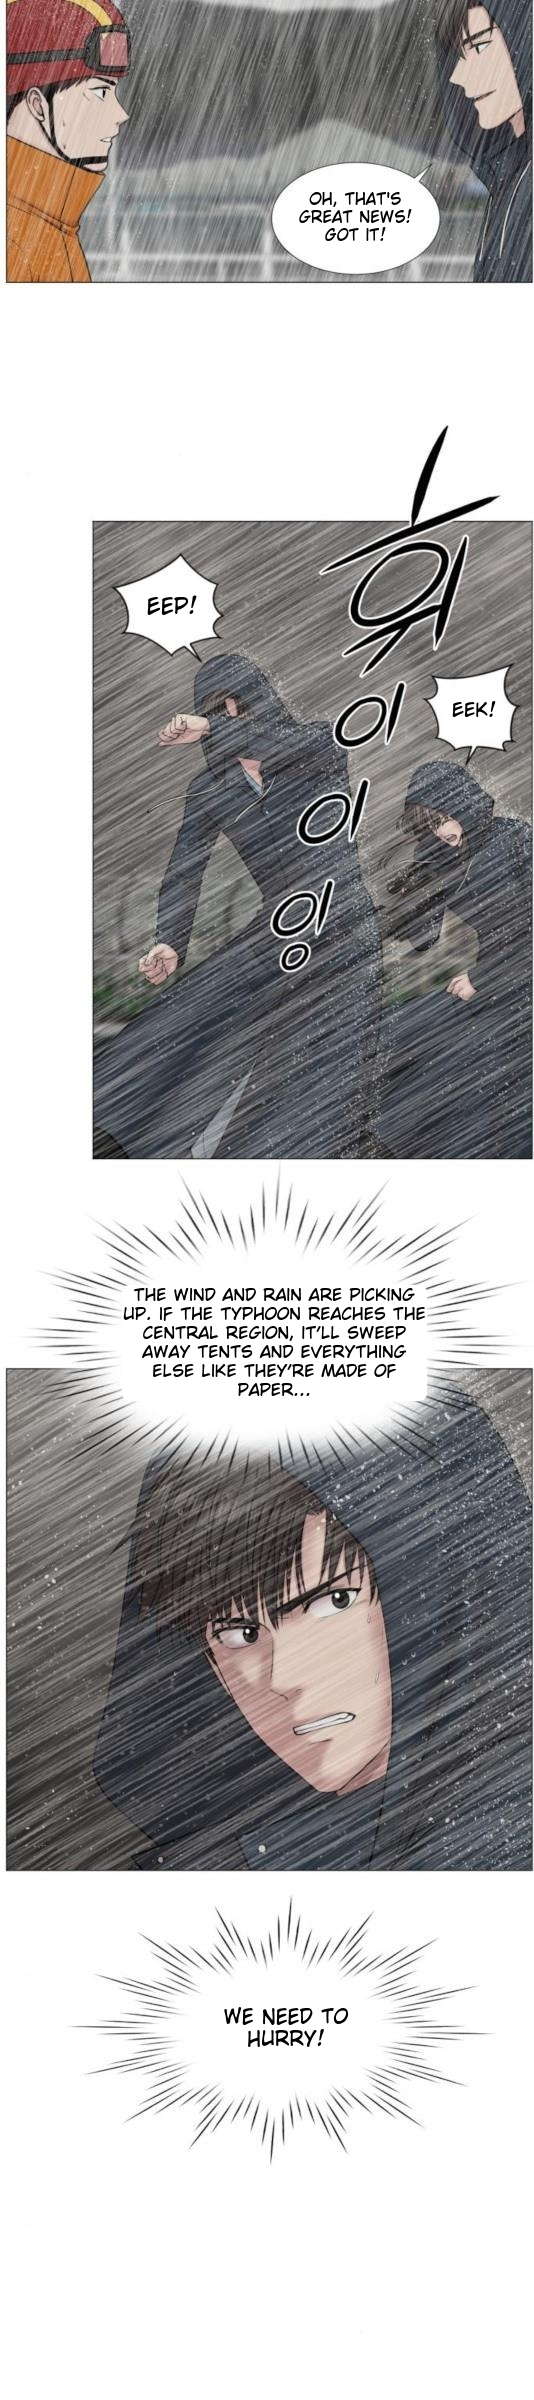 OH, THAT'S
GREAT NEWS!
GOT IT!
EEP!
휘이이잉
EEK!
THE WIND AND RAIN ARE PICKING
UP. IF THE TYPHOON REACHES THE
CENTRAL REGION, IT'LL SWEEP
AWAY TENTS AND EVERYTHING
ELSE LIKE THEY'RE MADE OF
PAPER...
WE NEED TO
HURRY!